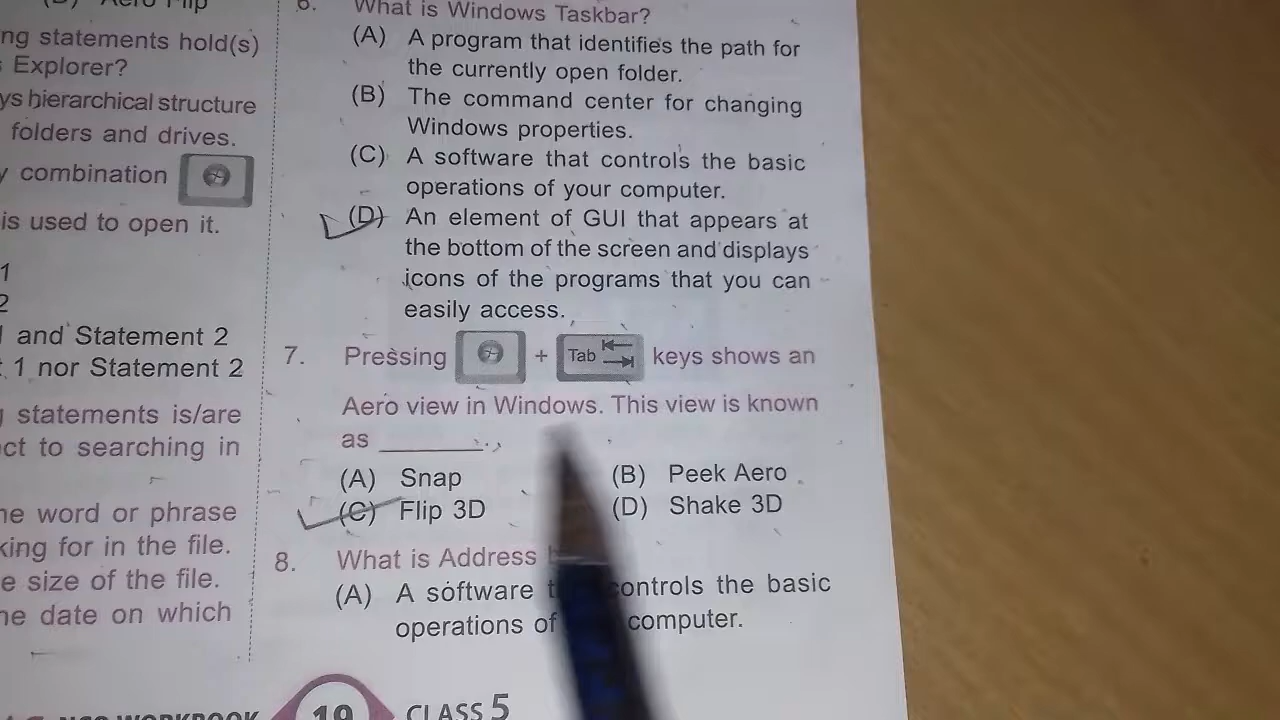 Aero Flip
ng statements hold(s)
Explorer?
ys hierarchical structure
folders and drives.
y combination
is used to open it.
1
2
and Statement 2
1 nor Statement 2
statements is/are
ct to searching in
ne word or phrase
king for in the file.
e size of the file.
ne date on which
6. What is Windows Taskbar?
(A) A program that identifies the path for
the currently open folder.
(B) The command center for changing
Windows properties.
(C) A software that controls the basic
operations of your computer.
(D) An element of GUI that appears at
the bottom of the screen and displays
icons of the programs that you can
easily access.
7. Pressing + Tab keys shows an
Aero view in Windows. This view is known
as ________.
(A) Snap (B) Peek Aero
(C) Flip 3D (D) Shake 3D
8. What is Address
(A) A software controls the basic
operations of computer.
WORKBOOK 19 CLASS 5